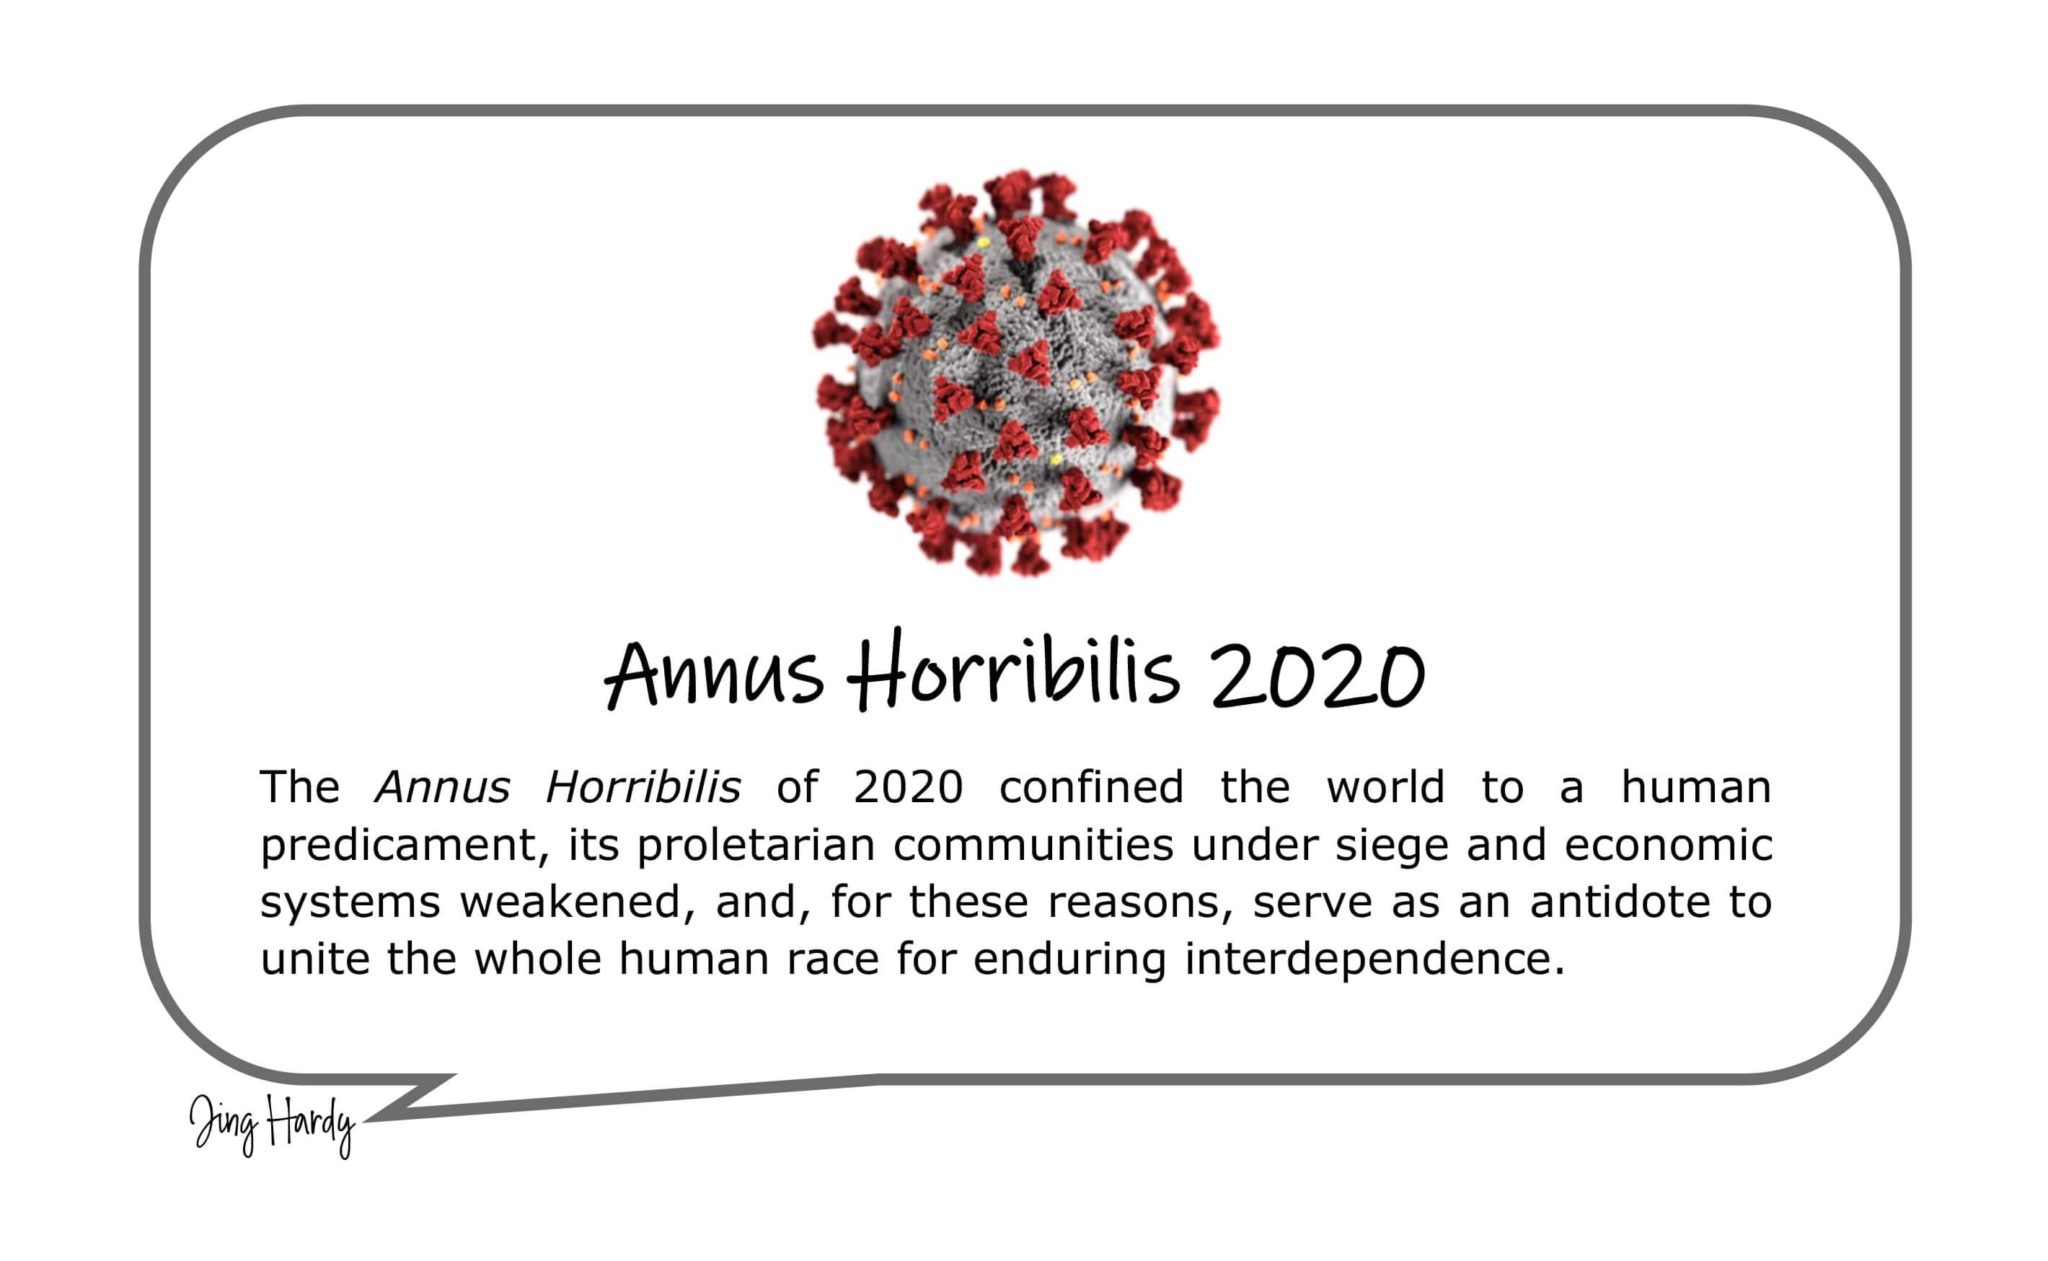 Annus Horribilis 2020
The Annus Horribilis of 2020 confined the world to a human
predicament, its proletarian communities under siege and economic
systems weakened, and, for these reasons, serve as an antidote to
unite the whole human race for enduring interdependence.
Jing Hardy